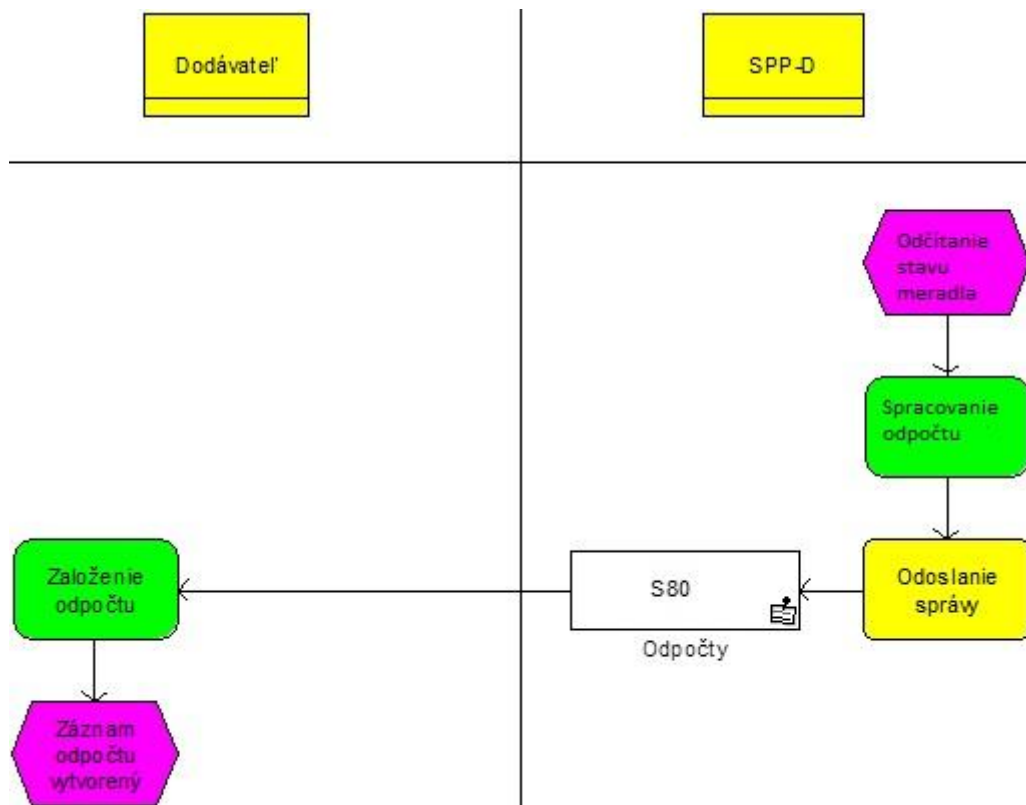 Dodávateľ
SPP-D
Odčítanie
stavu
meradla
Spracovanie
odpočtu
Odoslanie
správy
S80
Odpočty
Založenie
odpočtu
Záznam
odpočtu
vytvorený